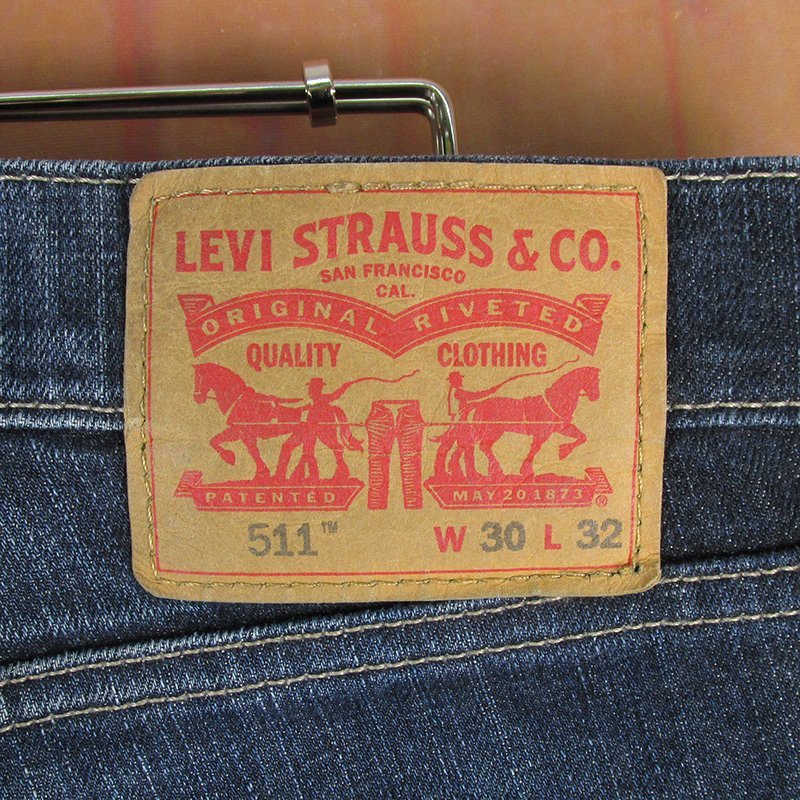 LEVI STRAUSS & CO.
SAN FRANCISCO
CAL.
ORIGINAL RIVETED
QUALITY CLOTHING
PATENTED MAY 20 1873 ®
511™ W 30 L 32